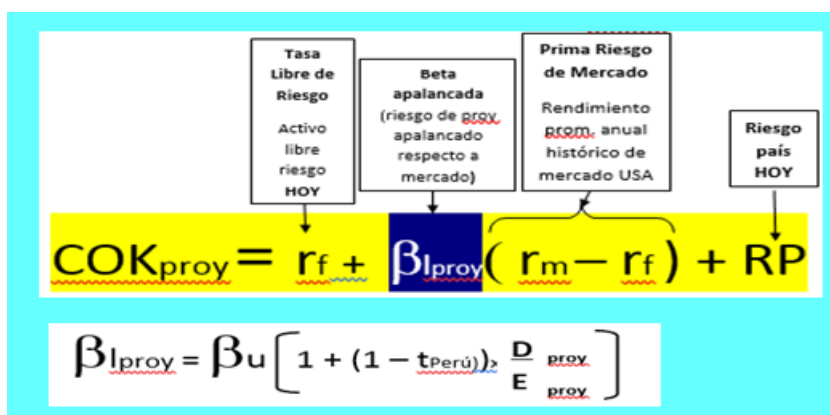 Tasa
Libre de
Riesgo
Activo
libre
riesgo
HOY
Beta
apalancada
(riesgo de proy
apalancado
respecto a
mercado)
Prima Riesgo
de Mercado
Rendimiento
prom. anual
histórico de
mercado USA
Riesgo
país
HOY
COKproy = rf + βlproy( rm − rf ) + RP
βlproy = βu [ 1 + (1 − tPerú)), D proy
E proy ]